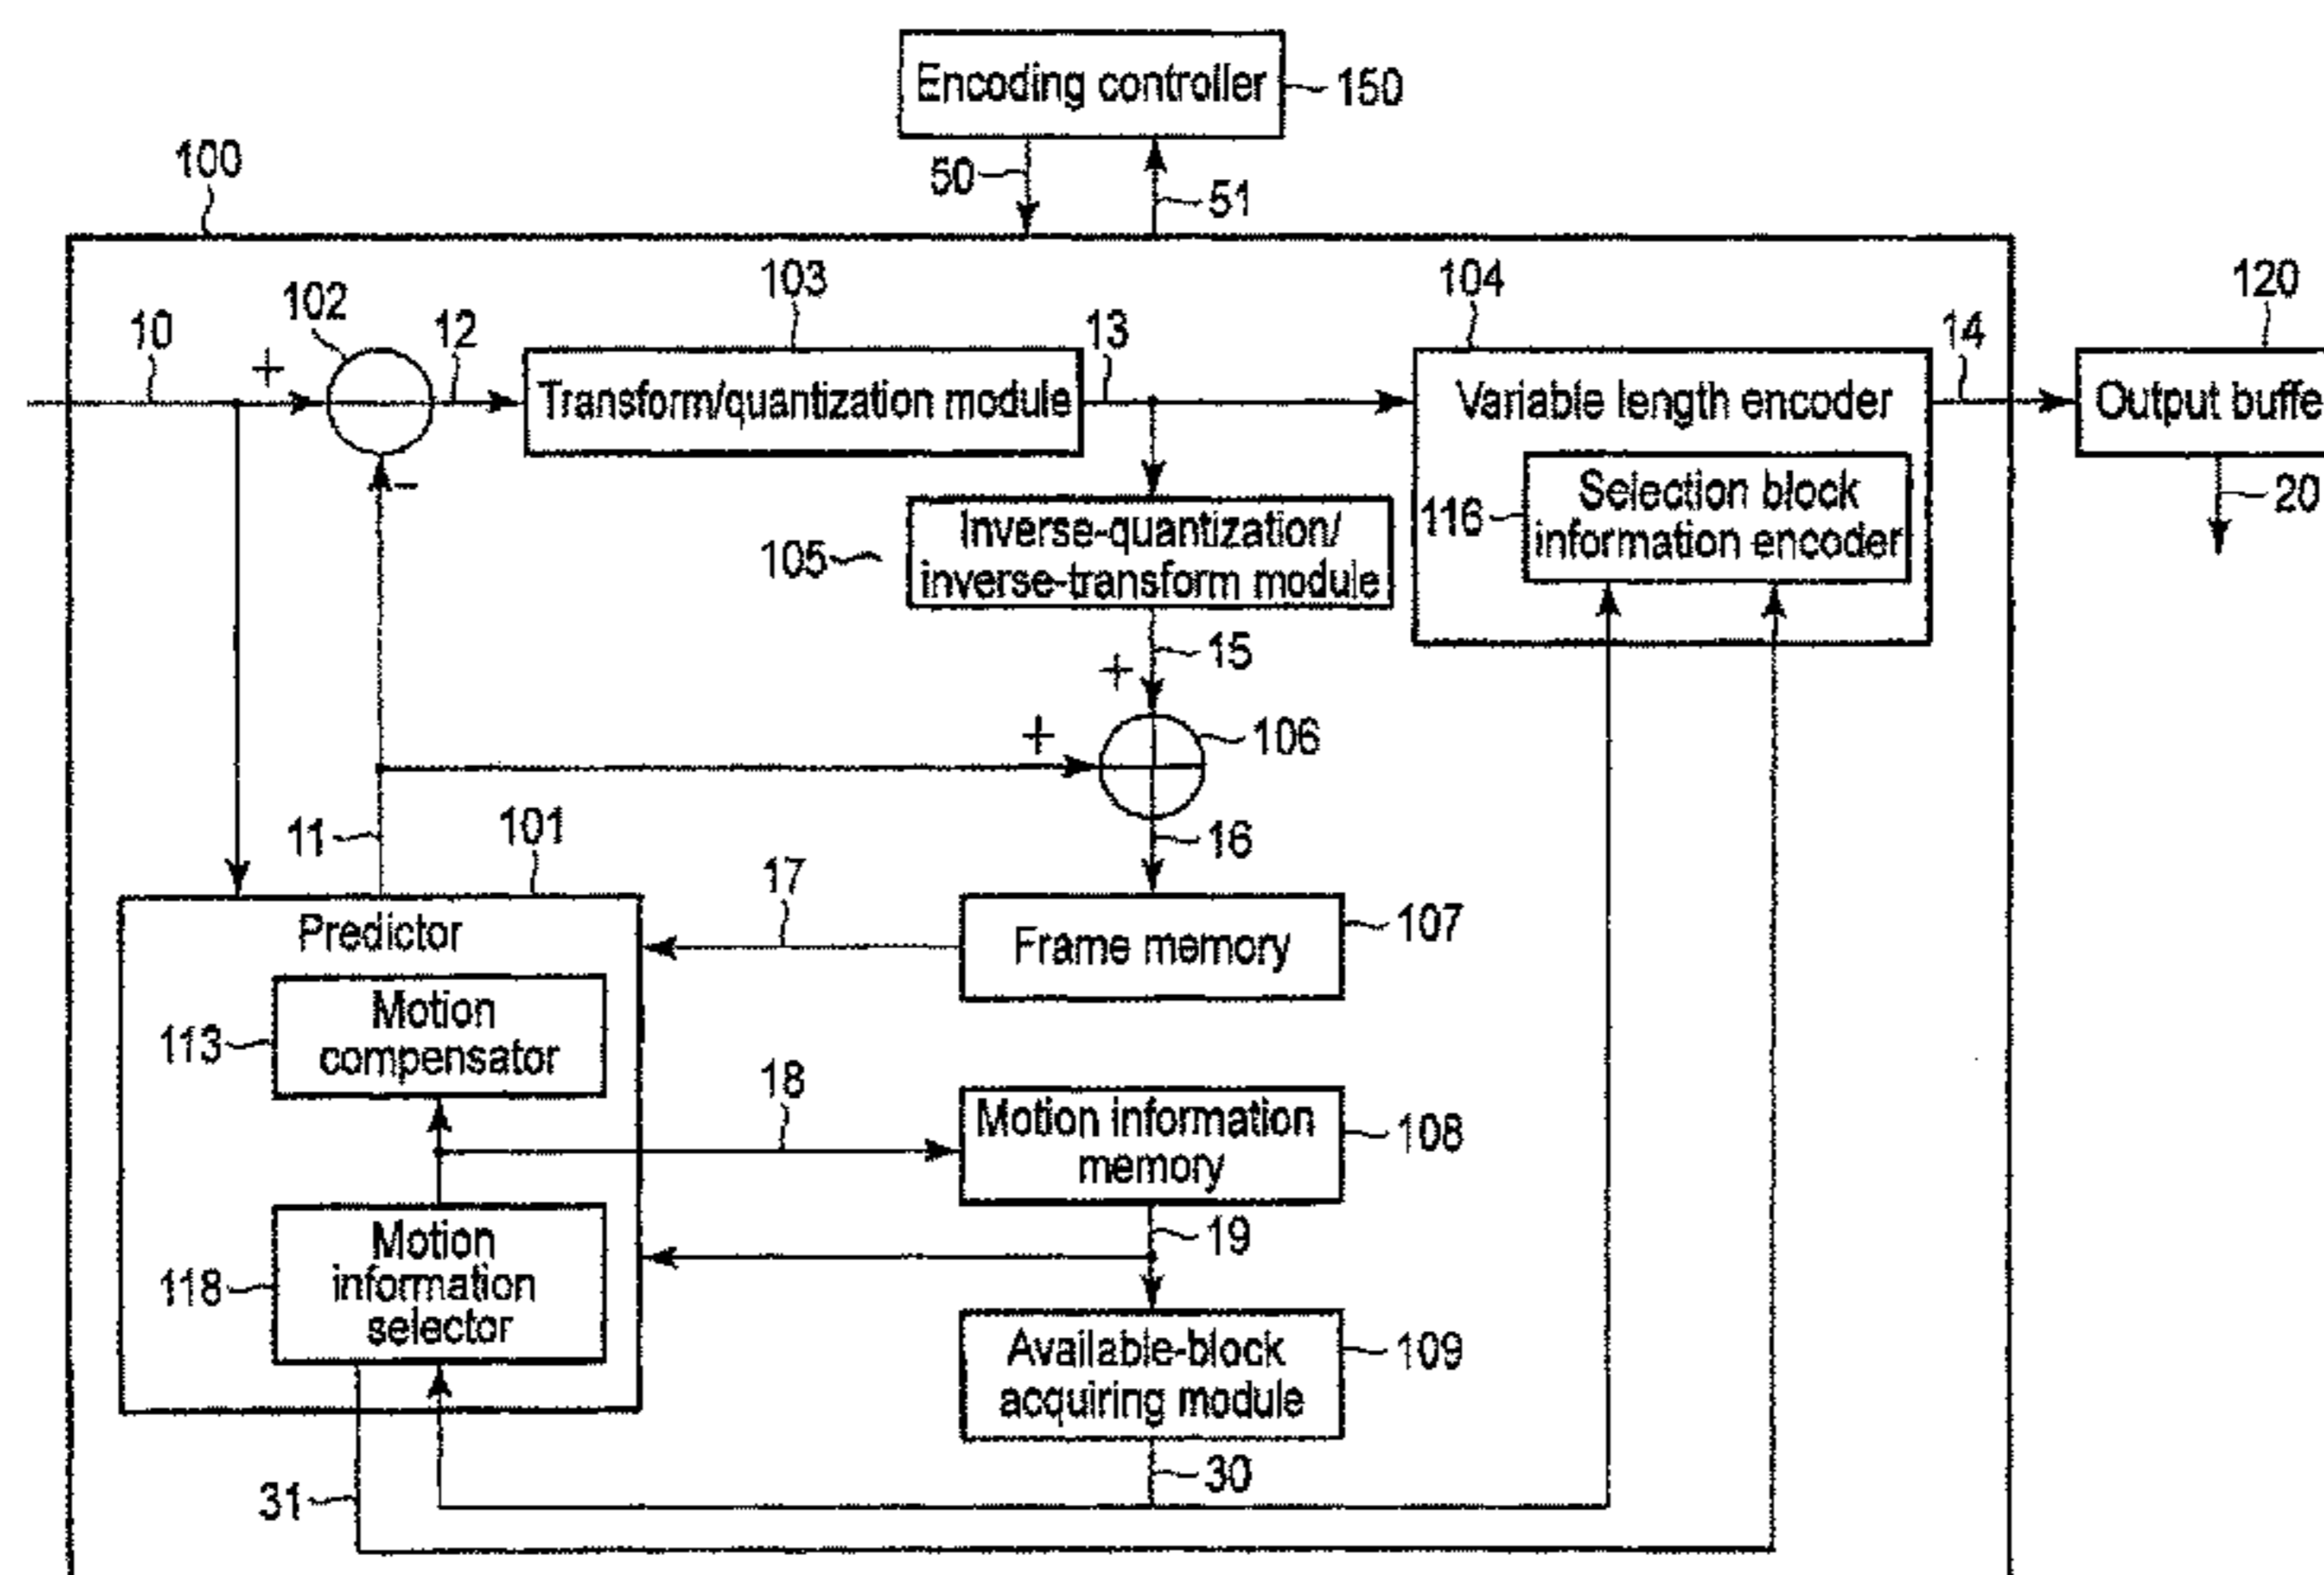 Encoding controller
150
100
50
51
103
104
120
102
10
+
12
13
14
Transform/quantization module
Variable length encoder
Output buffe
-
Selection block
information encoder
116
20
Inverse-quantization/
inverse-transform module
105
15
+
+
106
11
101
16
17
Predictor
Frame memory
107
Motion
compensator
113
18
Motion information
memory
108
19
Motion
information
selector
118
Available-block
acquiring module
109
30
31